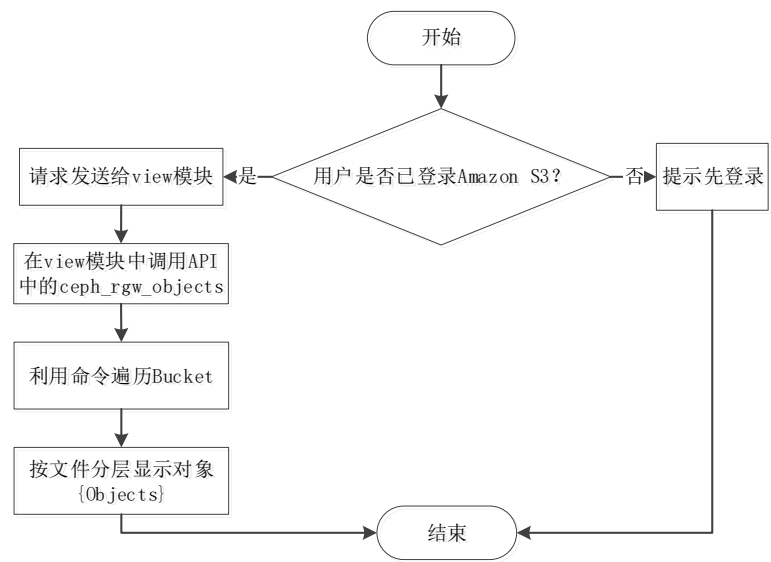 开始
用户是否已登录Amazon S3?
是
否
请求发送给view模块
提示先登录
在view模块中调用API
中的ceph_rgw_objects
利用命令遍历Bucket
按文件分层显示对象
{Objects}
结束